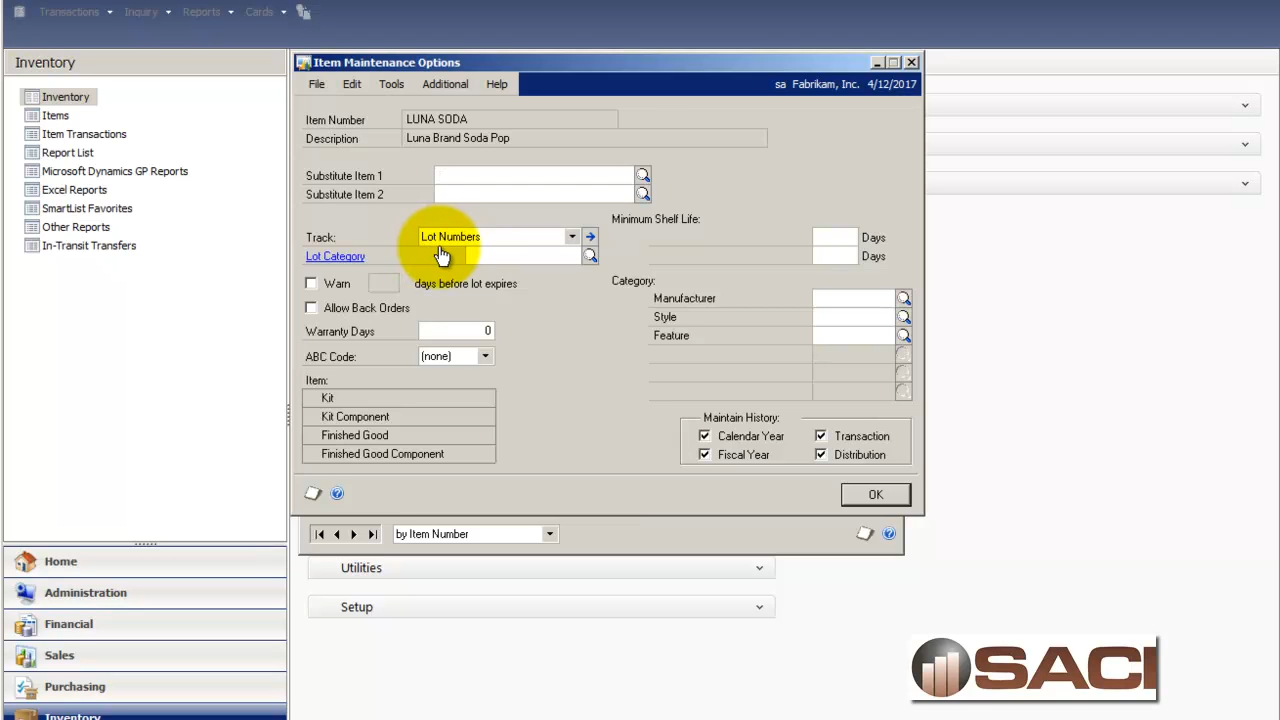 Transactions Inquiry Reports Cards
Inventory
Inventory
Items
Item Transactions
Report List
Microsoft Dynamics GP Reports
Excel Reports
SmartList Favorites
Other Reports
In-Transit Transfers
Home
Administration
Financial
Sales
Purchasing
Inventory
Item Maintenance Options
File Edit Tools Additional Help
sa Fabrikam, Inc. 4/12/2017
Item Number LUNA SODA
Description Luna Brand Soda Pop
Substitute Item 1
Substitute Item 2
Minimum Shelf Life:
Track: Lot Numbers Days
Lot Category Days
Warn days before lot expires
Category:
Manufacturer
Allow Back Orders
Style
Warranty Days 0
Feature
ABC Code: (none)
Item:
Kit
Kit Component
Finished Good
Finished Good Component
Maintain History:
Calendar Year Transaction
Fiscal Year Distribution
OK
by Item Number
Utilities
Setup
SACI